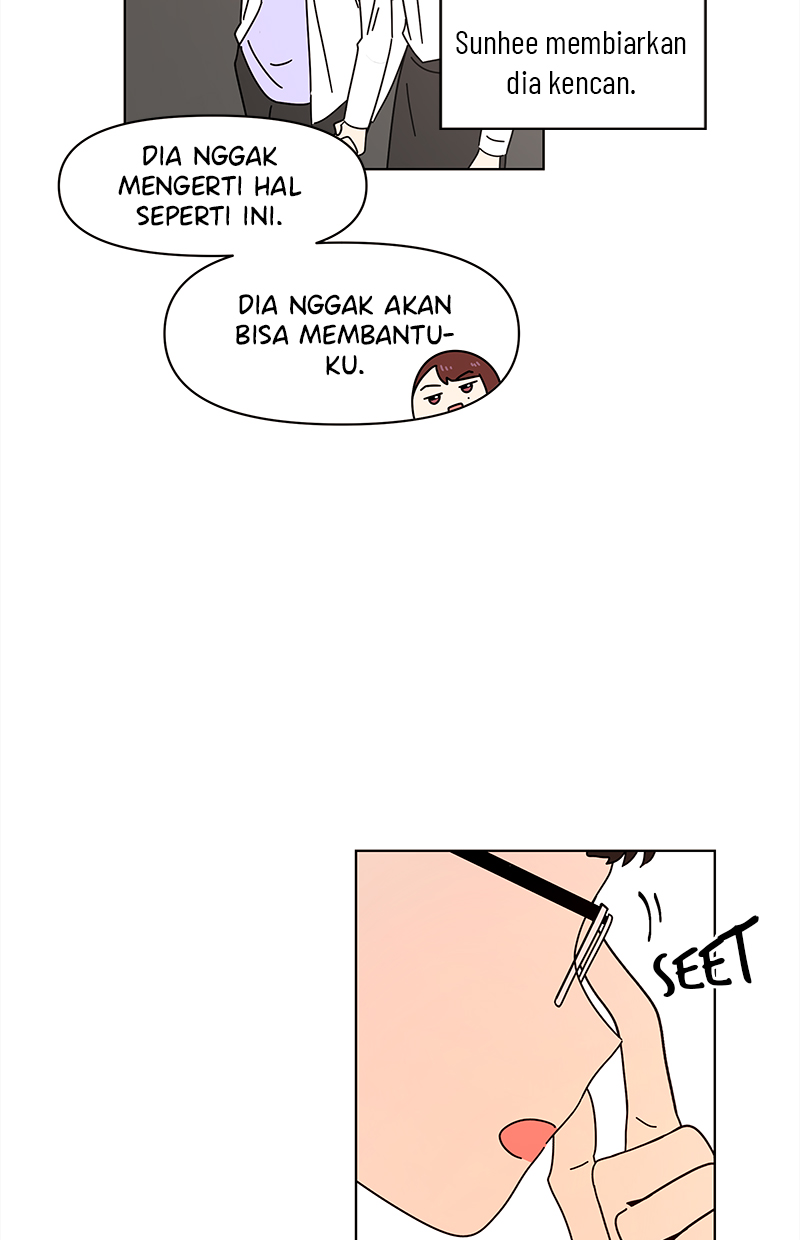 Sunhee membiarkan
dia kencan.
DIA NGGAK
MENGERTI HAL
SEPERTI INI.
DIA NGGAK AKAN
BISA MEMBANTU-
KU.
SEET